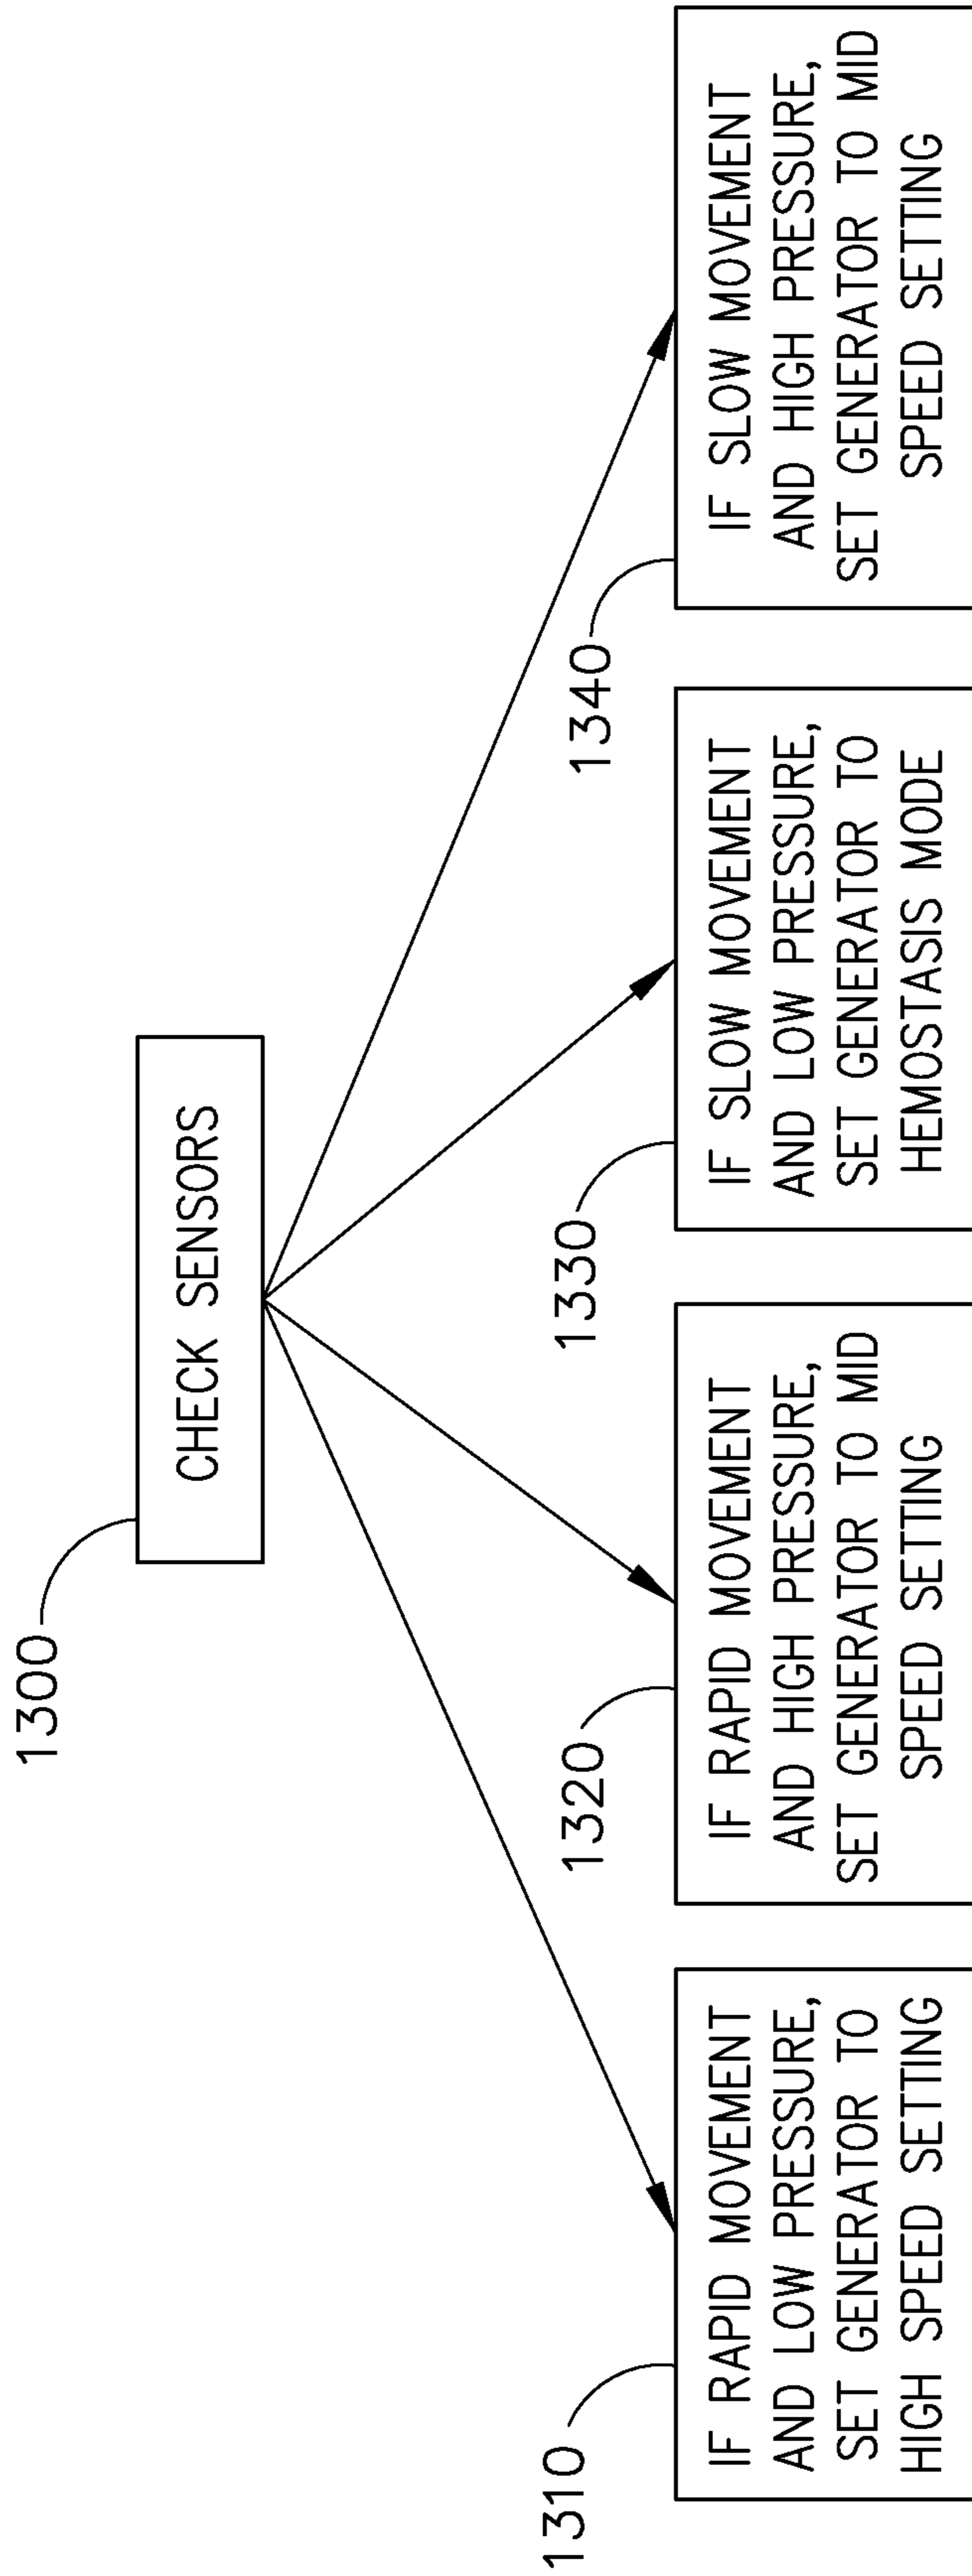 1300
CHECK SENSORS
1310
IF RAPID MOVEMENT
AND LOW PRESSURE,
SET GENERATOR TO
HIGH SPEED SETTING
1320
IF RAPID MOVEMENT
AND HIGH PRESSURE,
SET GENERATOR TO MID
SPEED SETTING
1330
IF SLOW MOVEMENT
AND LOW PRESSURE,
SET GENERATOR TO
HEMOSTASIS MODE
1340
IF SLOW MOVEMENT
AND HIGH PRESSURE,
SET GENERATOR TO MID
SPEED SETTING